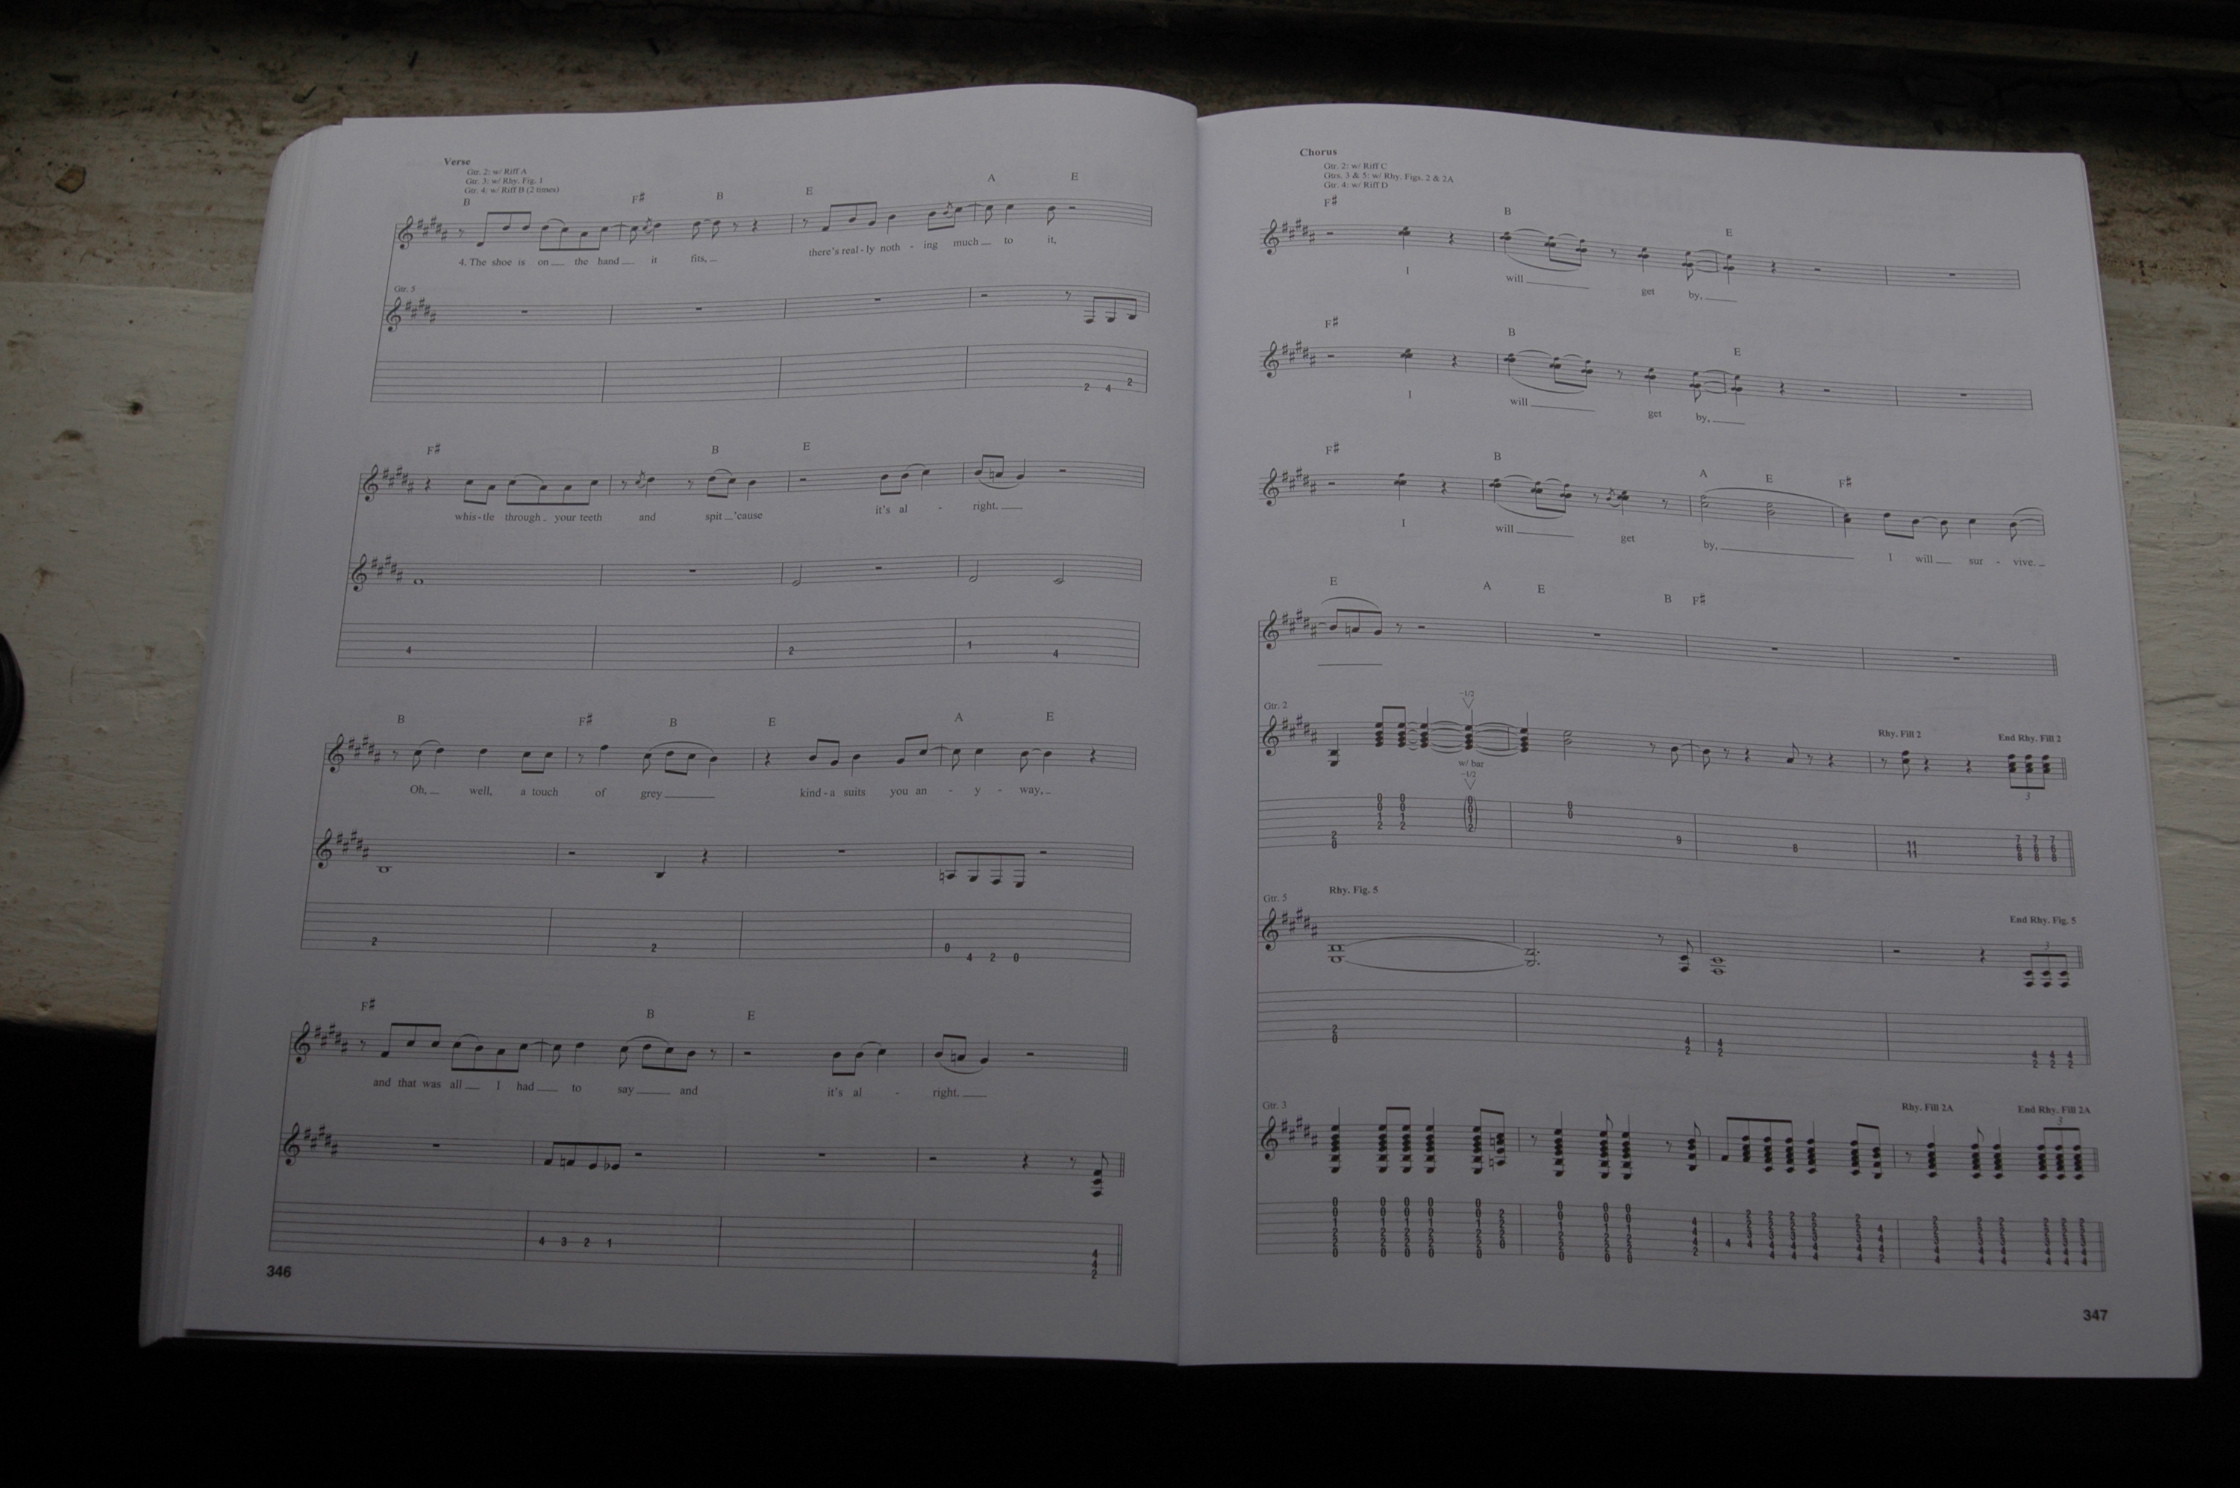 Verse
Gtr. 2: w/ Riff A
Gtr. 3: w/ Rhy. Fig. 1
Gtr. 4: w/ Riff B (2 times)
B F# B E A E
4. The shoe is on the hand it fits, there's real - ly noth - ing much to it,
Gtr. 5
2 4 2
F# B E
whis - tle through your teeth and spit 'cause it's al - right.
4 2 1 4
B F# B E A E
Oh, well, a touch of grey kind - a suits you an - y - way,
2 2 0 4 2 0
F# B E
and that was all I had to say and it's al - right.
4 3 2 1 4 4 2
346
Chorus
Gtr. 2: w/ Riff C
Gtrs. 3 & 5: w/ Rhy. Figs. 2 & 2A
Gtr. 4: w/ Riff D
F# B E
I will get by,
F# B E
I will get by,
F# B A E F#
I will get by, I will sur - vive.
E A E B F#
Gtr. 2
-1/2
Rhy. Fill 2 End Rhy. Fill 2
w/ bar
-1/2
3
Gtr. 5
Rhy. Fig. 5
End Rhy. Fig. 5
3
Gtr. 3
Rhy. Fill 2A End Rhy. Fill 2A
3
347